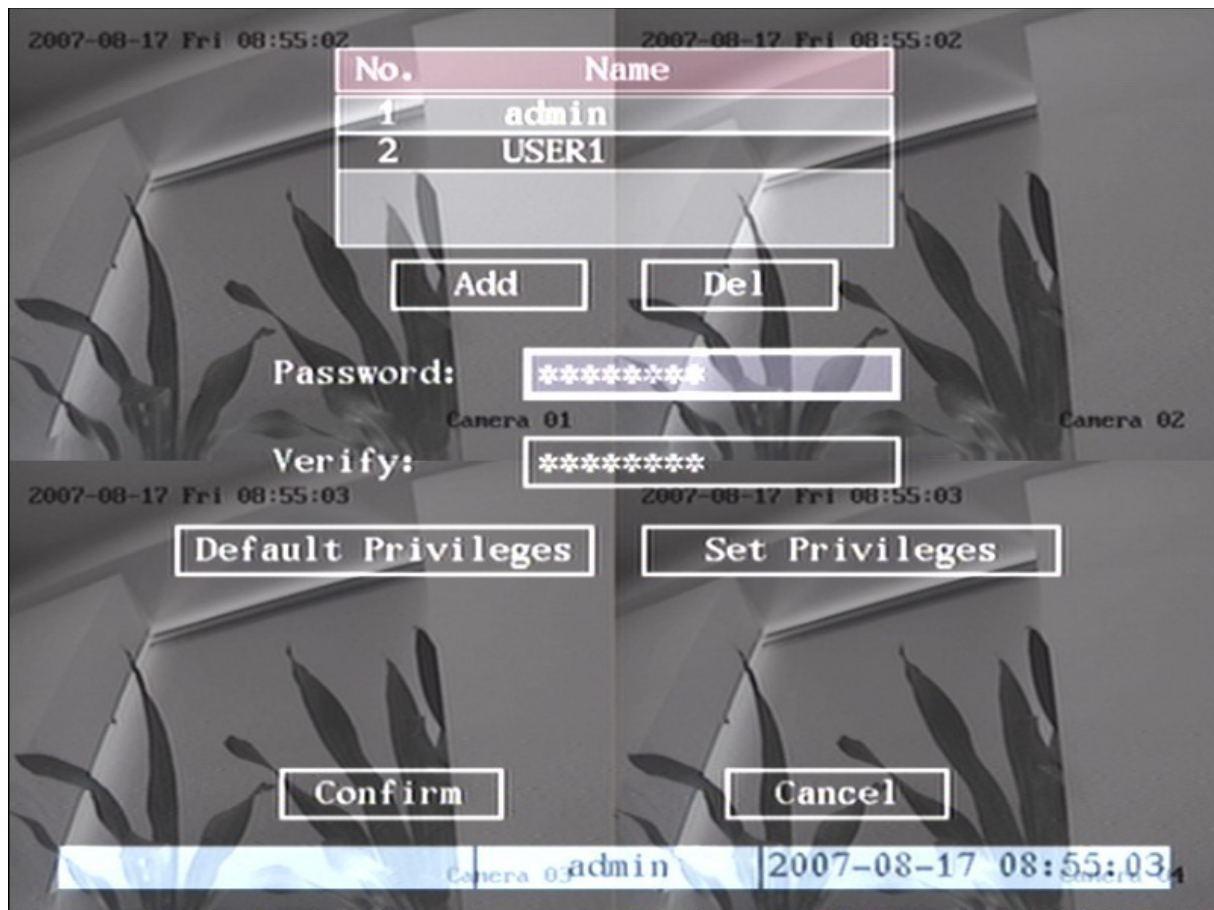 2007-08-17 Fri 08:55:02 2007-08-17 Fri 08:55:02
No. Name
1 admin
2 USER1
Add Del
Password: ********
Camera 01 Camera 02
Verify: ********
2007-08-17 Fri 08:55:03 2007-08-17 Fri 08:55:03
Default Privileges Set Privileges
Confirm Cancel
admin 2007-08-17 08:55:03
Camera 03 Camera 04